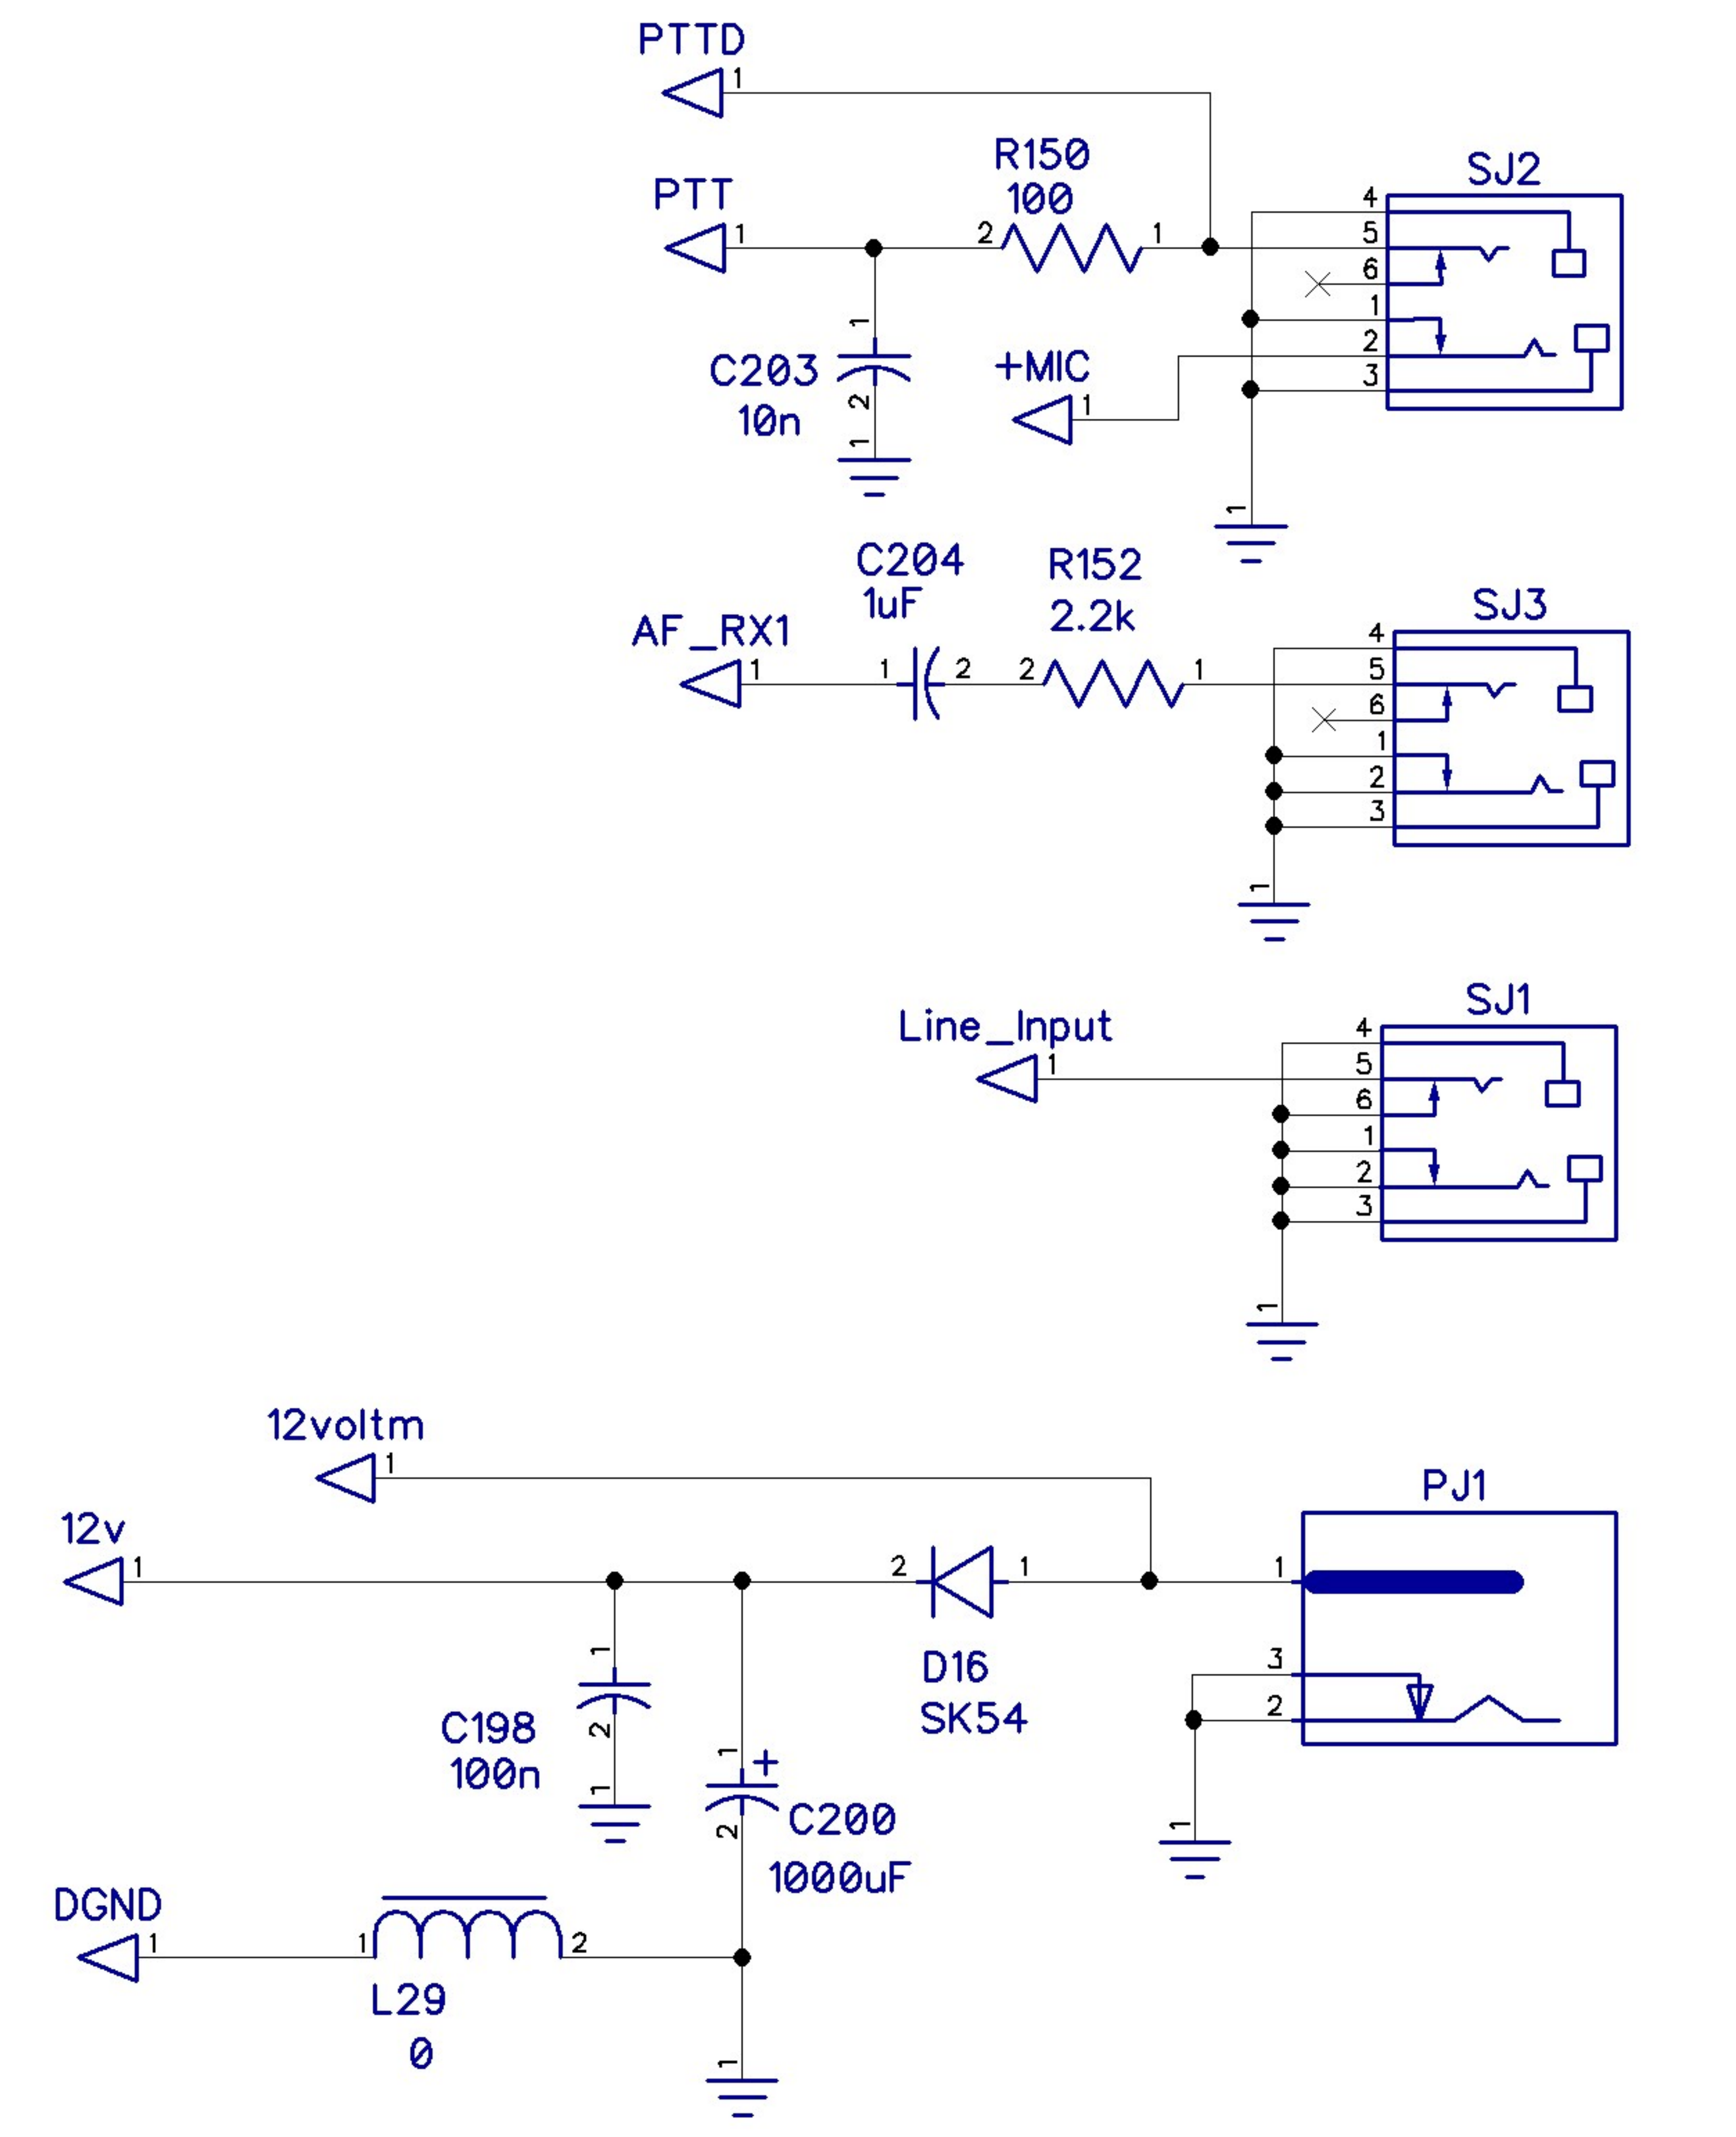 PTTD
1
R150
100
SJ2
PTT
1
2
1
4
5
6
1
2
3
1
C203
10n
2
1
+MIC
1
1
C204
1uF
R152
2.2k
SJ3
AF_RX1
1
1
2
2
1
4
5
6
1
2
3
1
SJ1
Line_Input
1
4
5
6
1
2
3
1
12voltm
1
PJ1
12v
1
2
1
1
3
2
D16
SK54
1
C198
100n
2
1
1
+
C200
1000uF
2
1
DGND
1
1
2
L29
0
1